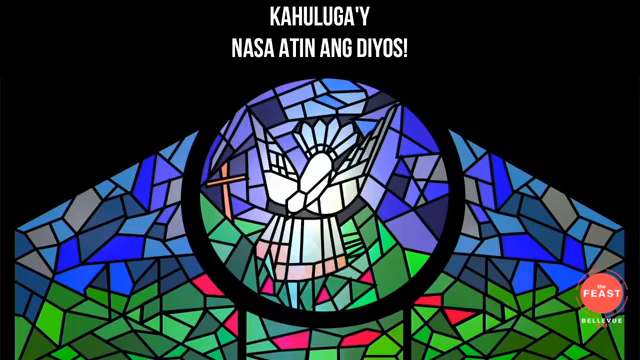 KAHULUGA'Y
NASA ATIN ANG DIYOS!
the
FEAST
BELLEVUE